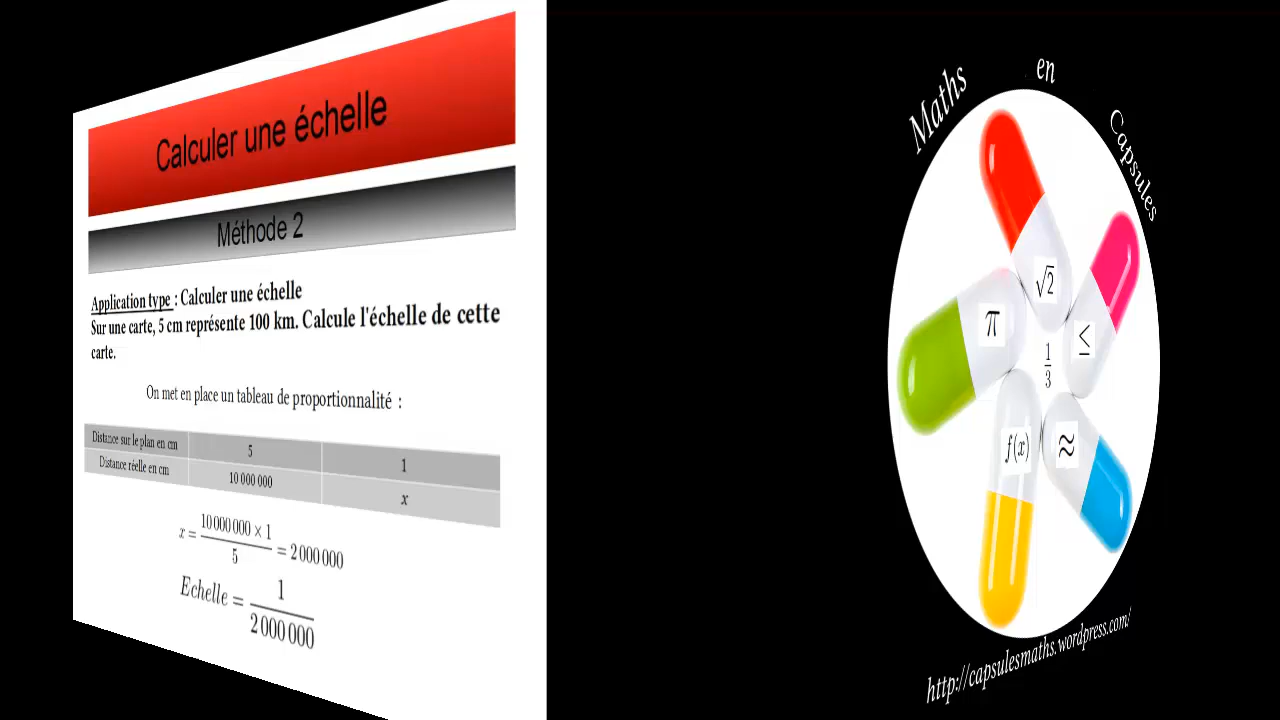 Calculer une échelle
Méthode 2
Application type : Calculer une échelle
Sur une carte, 5 cm représente 100 km. Calcule l'échelle de cette
carte.
On met en place un tableau de proportionnalité :
Distance sur le plan en cm 5 1
Distance réelle en cm 10 000 000 x
x = 10 000 000 × 1 / 5 = 2 000 000
Echelle = 1 / 2 000 000
Maths en Capsules
√2
π
≤
1/3
f(x)
≈
http://capsulesmaths.wordpress.com/